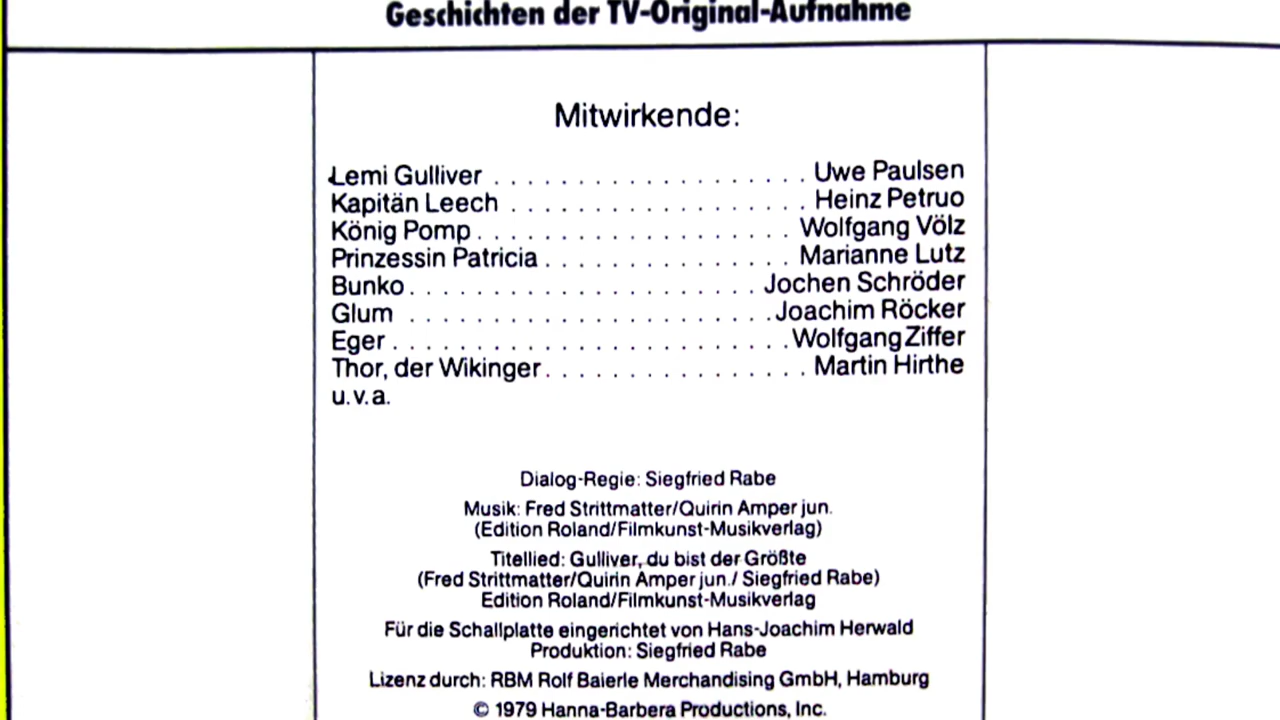 Geschichten der TV-Original-Aufnahme
Mitwirkende:
Lemi Gulliver . . . . . . . . . . . . . . . . . . . Uwe Paulsen
Kapitän Leech . . . . . . . . . . . . . . . . . . Heinz Petruo
König Pomp . . . . . . . . . . . . . . . . . . . Wolfgang Völz
Prinzessin Patricia . . . . . . . . . . . . . . . Marianne Lutz
Bunko . . . . . . . . . . . . . . . . . . . . . Jochen Schröder
Glum . . . . . . . . . . . . . . . . . . . . . . Joachim Röcker
Eger . . . . . . . . . . . . . . . . . . . . . . . . Wolfgang Ziffer
Thor, der Wikinger . . . . . . . . . . . . . . . . Martin Hirthe
u.v.a.
Dialog-Regie: Siegfried Rabe
Musik: Fred Strittmatter/Quirin Amper jun.
(Edition Roland/Filmkunst-Musikverlag)
Titellied: Gulliver, du bist der Größte
(Fred Strittmatter/Quirin Amper jun./ Siegfried Rabe)
Edition Roland/Filmkunst-Musikverlag
Für die Schallplatte eingerichtet von Hans-Joachim Herwald
Produktion: Siegfried Rabe
Lizenz durch: RBM Rolf Baierle Merchandising GmbH, Hamburg
© 1979 Hanna-Barbera Productions, Inc.